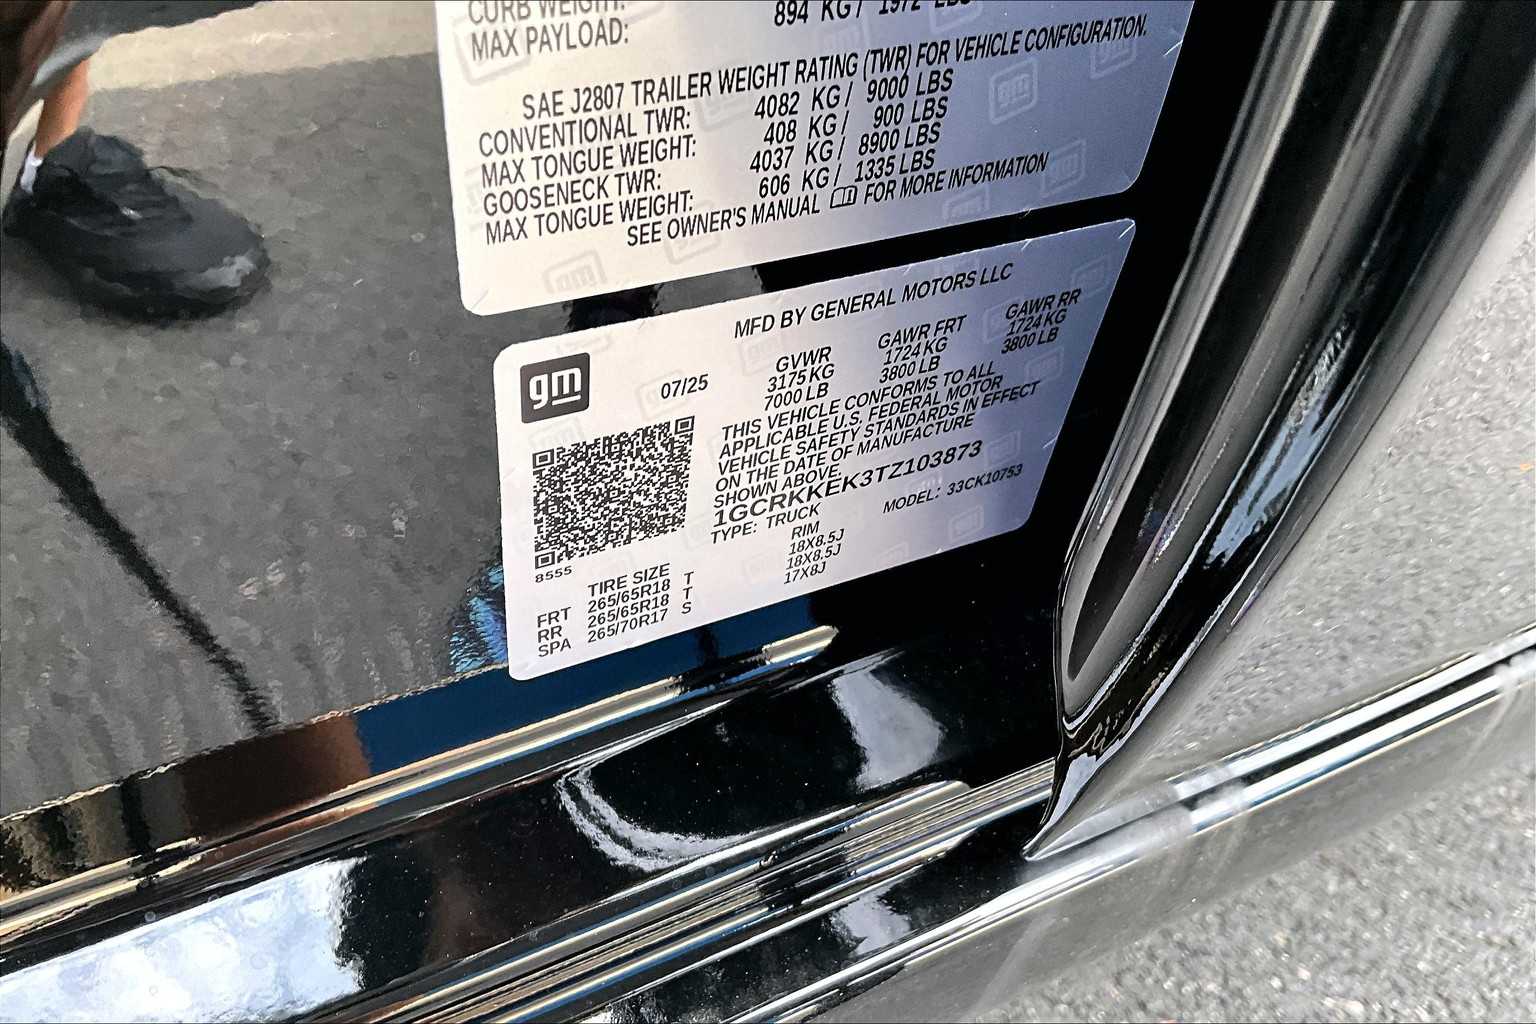 CURB WEIGHT:
MAX PAYLOAD: 894 KG/ 1972 LBS
SAE J2807 TRAILER WEIGHT RATING (TWR) FOR VEHICLE CONFIGURATION.
CONVENTIONAL TWR: 4082 KG/ 9000 LBS
MAX TONGUE WEIGHT: 408 KG/ 900 LBS
GOOSENECK TWR: 4037 KG/ 8900 LBS
MAX TONGUE WEIGHT: 606 KG/ 1335 LBS
SEE OWNER'S MANUAL FOR MORE INFORMATION
MFD BY GENERAL MOTORS LLC
gm 07/25
GVWR GAWR FRT GAWR RR
3175 KG 1724 KG 1724 KG
7000 LB 3800 LB 3800 LB
THIS VEHICLE CONFORMS TO ALL
APPLICABLE U.S. FEDERAL MOTOR
VEHICLE SAFETY STANDARDS IN EFFECT
ON THE DATE OF MANUFACTURE
SHOWN ABOVE.
1GCRKKEK3TZ103873
TYPE: TRUCK MODEL: 33CK10753
8555
TIRE SIZE RIM
FRT 265/65R18 T 18X8.5J
RR 265/65R18 T 18X8.5J
SPA 265/70R17 S 17X8J